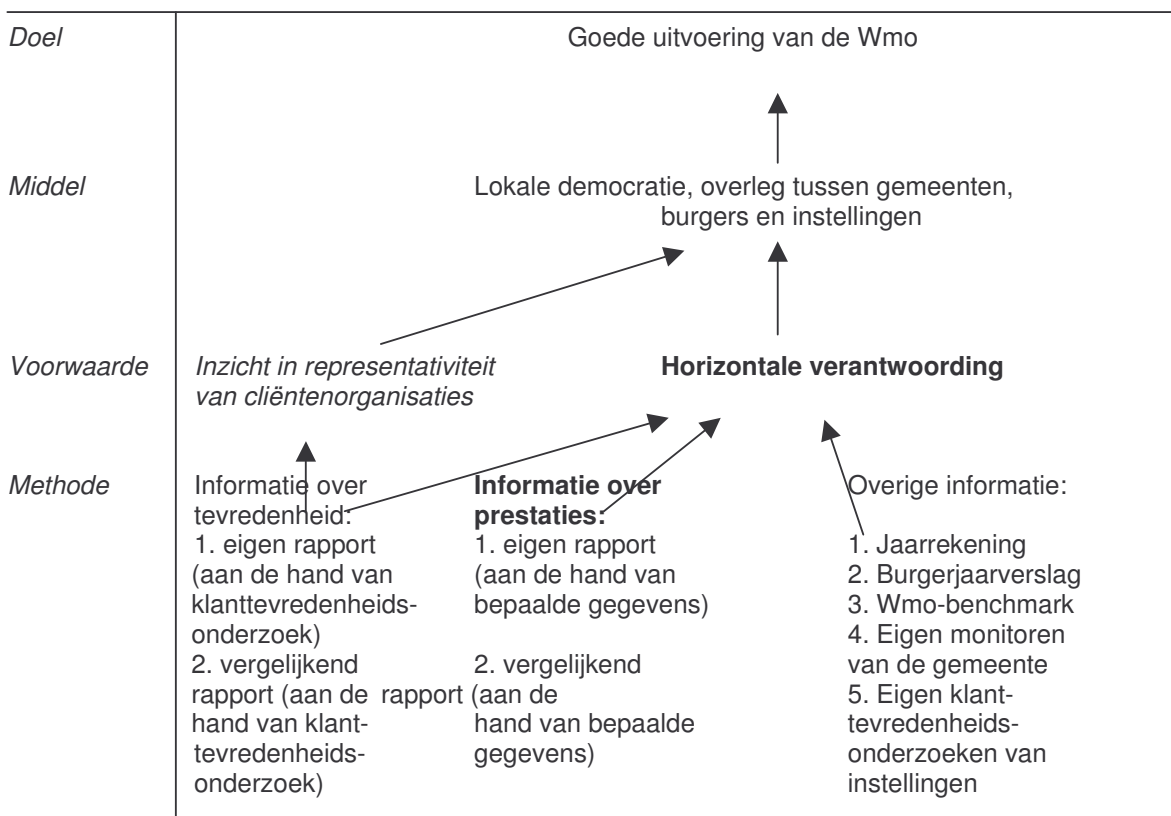 Doel
Goede uitvoering van de Wmo
Middel
Lokale democratie, overleg tussen gemeenten,
burgers en instellingen
Voorwaarde
Inzicht in representativiteit
van cliëntenorganisaties
Horizontale verantwoording
Methode
Informatie over
tevredenheid:
1. eigen rapport
(aan de hand van
klanttevredenheids-
onderzoek)
2. vergelijkend
rapport (aan de
hand van klant-
tevredenheids-
onderzoek)
Informatie over
prestaties:
1. eigen rapport
(aan de hand van
bepaalde gegevens)
2. vergelijkend
rapport (aan de
hand van bepaalde
gegevens)
Overige informatie:
1. Jaarrekening
2. Burgerjaarverslag
3. Wmo-benchmark
4. Eigen monitoren
van de gemeente
5. Eigen klant-
tevredenheids-
onderzoeken van
instellingen